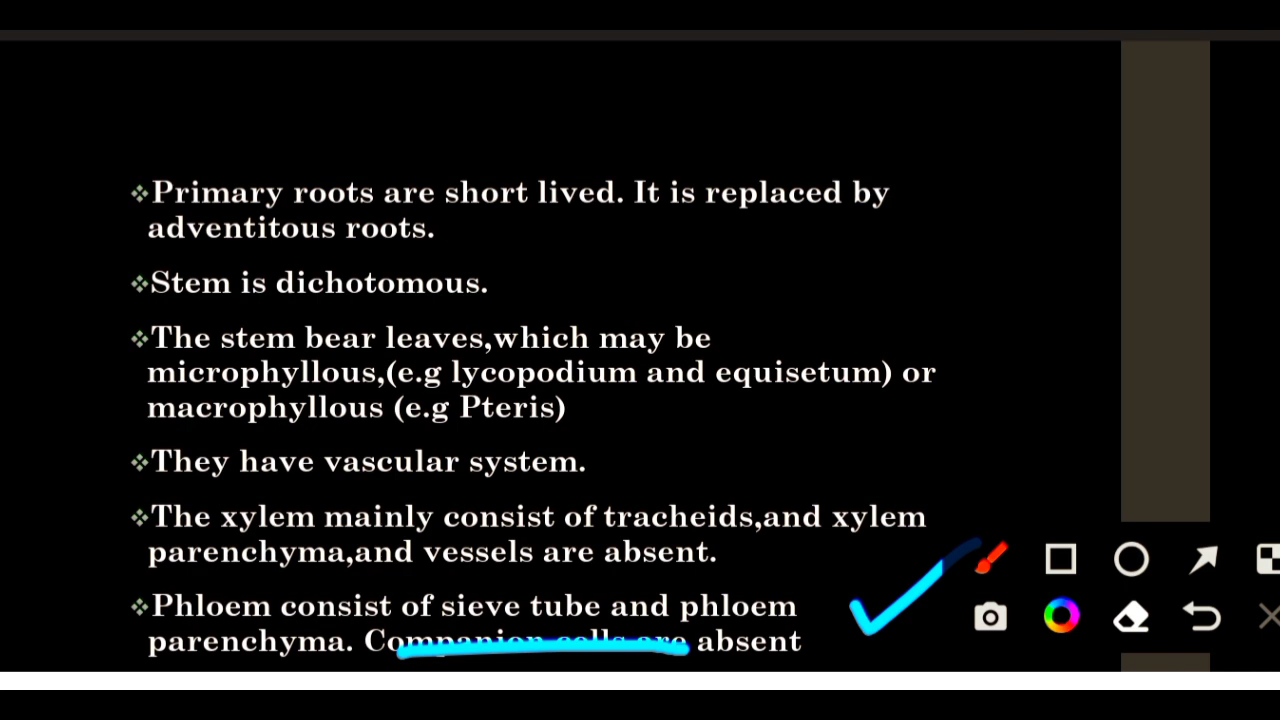 Primary roots are short lived. It is replaced by
adventitous roots.
Stem is dichotomous.
The stem bear leaves,which may be
microphyllous,(e.g lycopodium and equisetum) or
macrophyllous (e.g Pteris)
They have vascular system.
The xylem mainly consist of tracheids,and xylem
parenchyma,and vessels are absent.
Phloem consist of sieve tube and phloem
parenchyma. Companion cells are absent